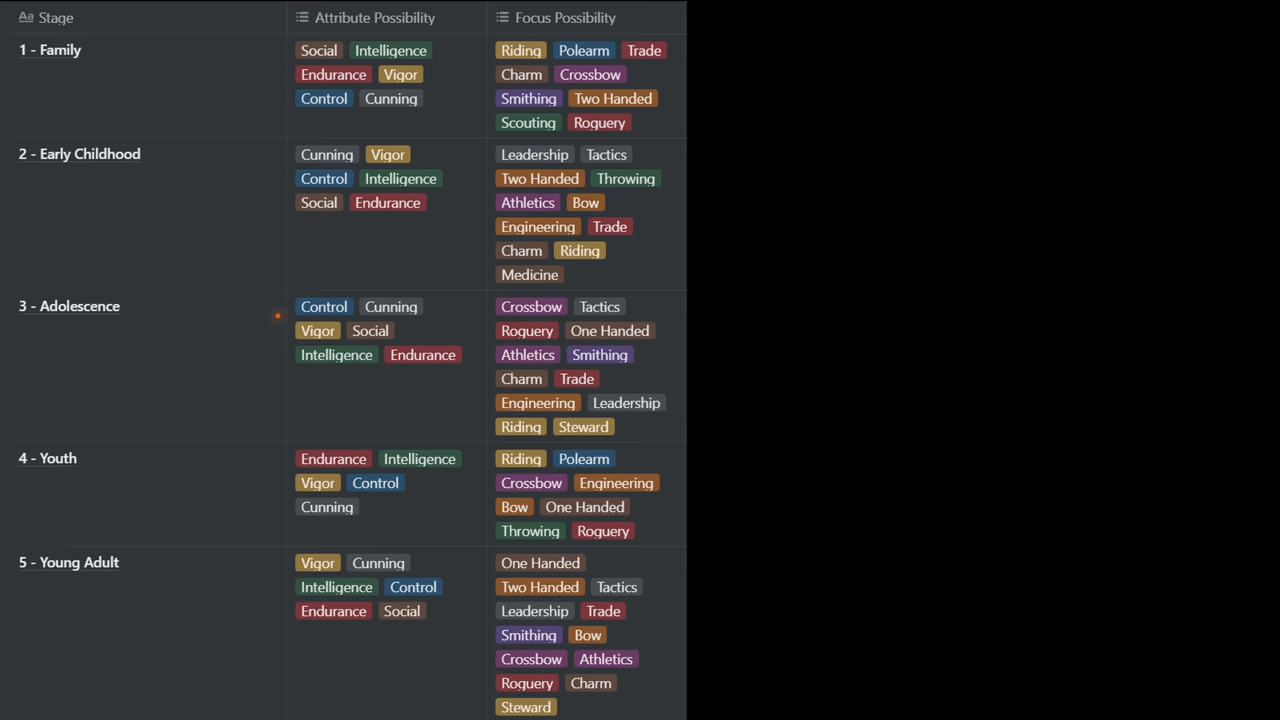 Aa Stage Attribute Possibility Focus Possibility
1 - Family Social Intelligence Riding Polearm Trade
Endurance Vigor Charm Crossbow
Control Cunning Smithing Two Handed
Scouting Roguery
2 - Early Childhood Cunning Vigor Leadership Tactics
Control Intelligence Two Handed Throwing
Social Endurance Athletics Bow
Engineering Trade
Charm Riding
Medicine
3 - Adolescence Control Cunning Crossbow Tactics
Vigor Social Roguery One Handed
Intelligence Endurance Athletics Smithing
Charm Trade
Engineering Leadership
Riding Steward
4 - Youth Endurance Intelligence Riding Polearm
Vigor Control Crossbow Engineering
Cunning Bow One Handed
Throwing Roguery
5 - Young Adult Vigor Cunning One Handed
Intelligence Control Two Handed Tactics
Endurance Social Leadership Trade
Smithing Bow
Crossbow Athletics
Roguery Charm
Steward